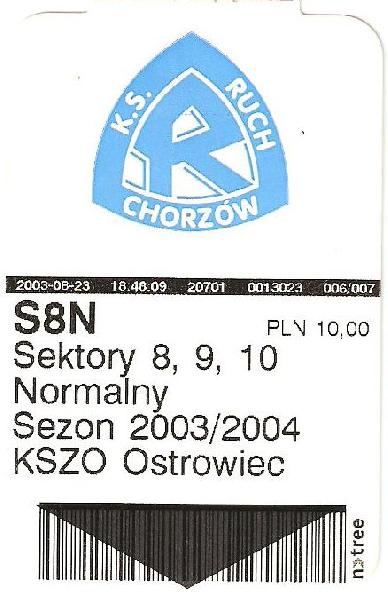 K.S. RUCH
CHORZÓW
2003-08-23 18.46.09 20701 0013023 006/007
S8N PLN 10,00
Sektory 8, 9, 10
Normalny
Sezon 2003/2004
KSZO Ostrowiec